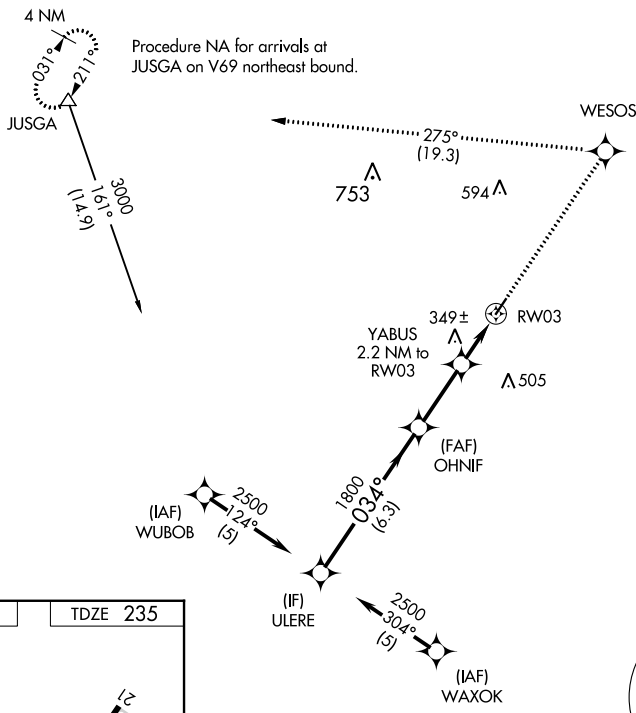 4 NM
031°
211°
JUSGA
Procedure NA for arrivals at
JUSGA on V69 northeast bound.
3000
161°
(14.9)
WESOS
275°
(19.3)
753
594
349±
RW03
YABUS
2.2 NM to
RW03
505
(FAF)
OHNIF
1800
034°
(6.3)
(IAF)
WUBOB
2500
124°
(5)
(IF)
ULERE
2500
304°
(5)
(IAF)
WAXOK
TDZE 235
21